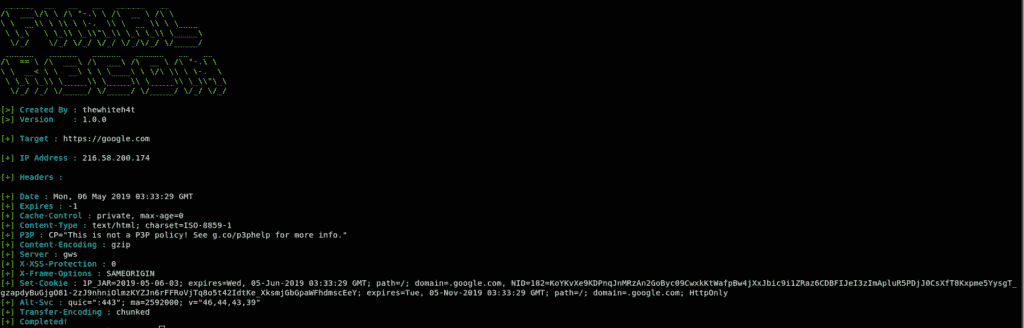 FINAL
RECON
[>] Created By : thewhiteh4t
[>] Version    : 1.0.0
[+] Target : https://google.com
[+] IP Address : 216.58.200.174
[+] Headers :
[+] Date : Mon, 06 May 2019 03:33:29 GMT
[+] Expires : -1
[+] Cache-Control : private, max-age=0
[+] Content-Type : text/html; charset=ISO-8859-1
[+] P3P : CP="This is not a P3P policy! See g.co/p3phelp for more info."
[+] Content-Encoding : gzip
[+] Server : gws
[+] X-XSS-Protection : 0
[+] X-Frame-Options : SAMEORIGIN
[+] Set-Cookie : 1P_JAR=2019-05-06-03; expires=Wed, 05-Jun-2019 03:33:29 GMT; path=/; domain=.google.com,
expires=Tue, 05-Nov-2019 03:33:29 GMT; path=/; domain=.google.com; HttpOnly
[+] Alt-Svc : quic=":443"; ma=2592000; v="46,44,43,39"
[+] Transfer-Encoding : chunked
[+] Completed!